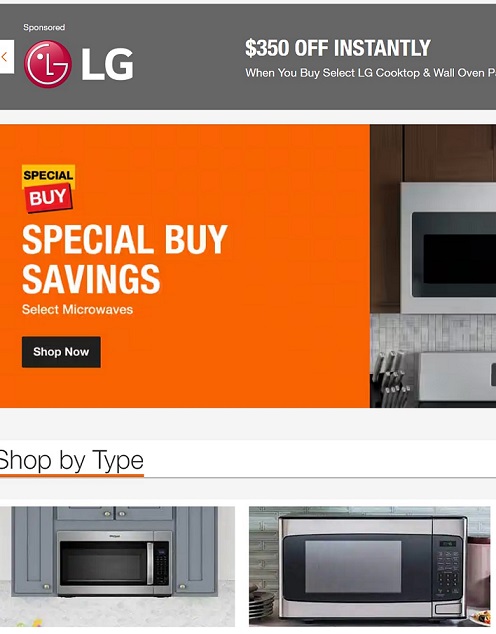 Sponsored
LG
$350 OFF INSTANTLY
When You Buy Select LG Cooktop & Wall Oven
SPECIAL
BUY
SPECIAL BUY
SAVINGS
Select Microwaves
Shop Now
Shop by Type